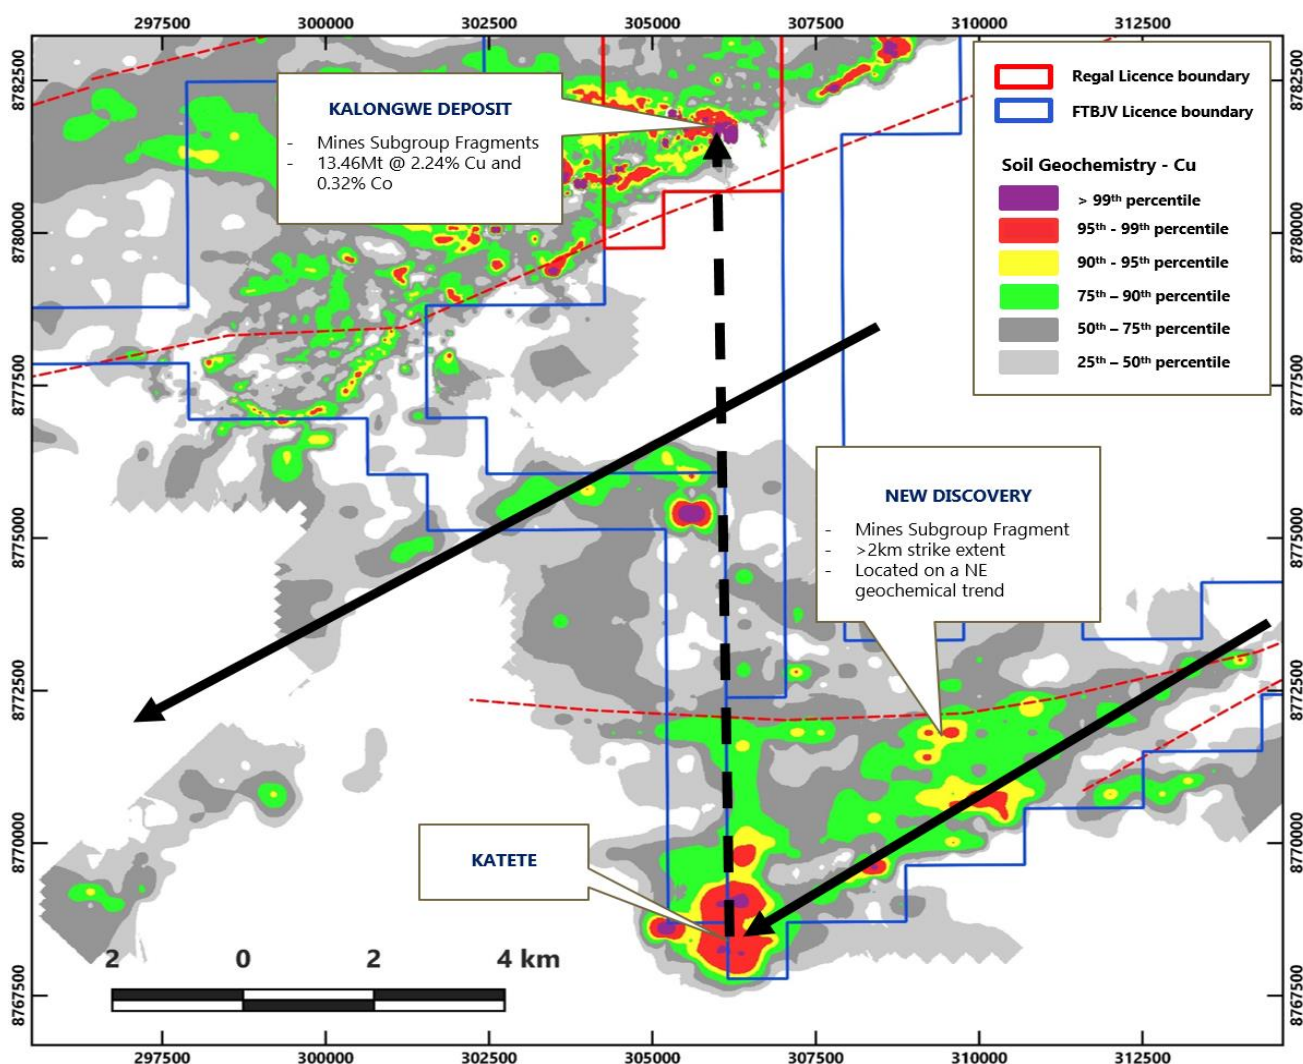 297500 300000 302500 305000 307500 310000 312500
8782500 8780000 8777500 8775000 8772500 8770000 8767500
KALONGWE DEPOSIT
- Mines Subgroup Fragments
- 13.46Mt @ 2.24% Cu and
0.32% Co
Regal Licence boundary
FTBJV Licence boundary
Soil Geochemistry - Cu
> 99th percentile
95th - 99th percentile
90th - 95th percentile
75th – 90th percentile
50th – 75th percentile
25th – 50th percentile
NEW DISCOVERY
- Mines Subgroup Fragment
- >2km strike extent
- Located on a NE
geochemical trend
KATETE
2 0 2 4 km
8782500 8780000 8777500 8775000 8772500 8770000 8767500
297500 300000 302500 305000 307500 310000 312500